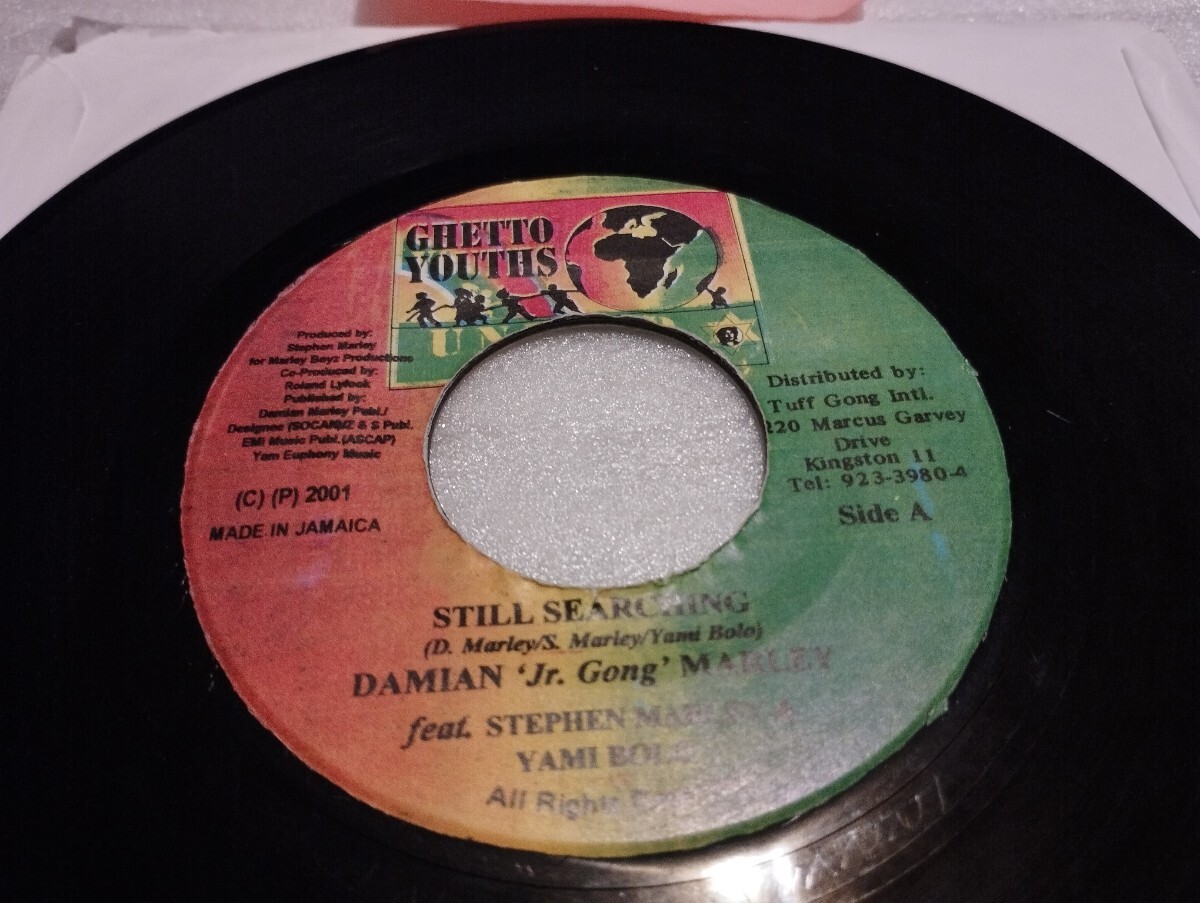 GHETTO
YOUTHS
UN
Produced by:
Stephen Marley
for Marley Boyz Productions
Co-Produced by:
Roland Lyfook
Published by:
Damian Marley Publ./
Designee (SOCAN)/Z & S Publ.
EMI Music Publ.(ASCAP)
Yam Euphony Music
(C) (P) 2001
MADE IN JAMAICA
Distributed by:
Tuff Gong Intl.
220 Marcus Garvey
Drive
Kingston 11
Tel: 923-3980-4
Side A
STILL SEARCHING
(D. Marley/S. Marley/Yami Bolo)
DAMIAN 'Jr. Gong' MARLEY
feat. STEPHEN MARLEY &
YAMI BOLO
All Rights